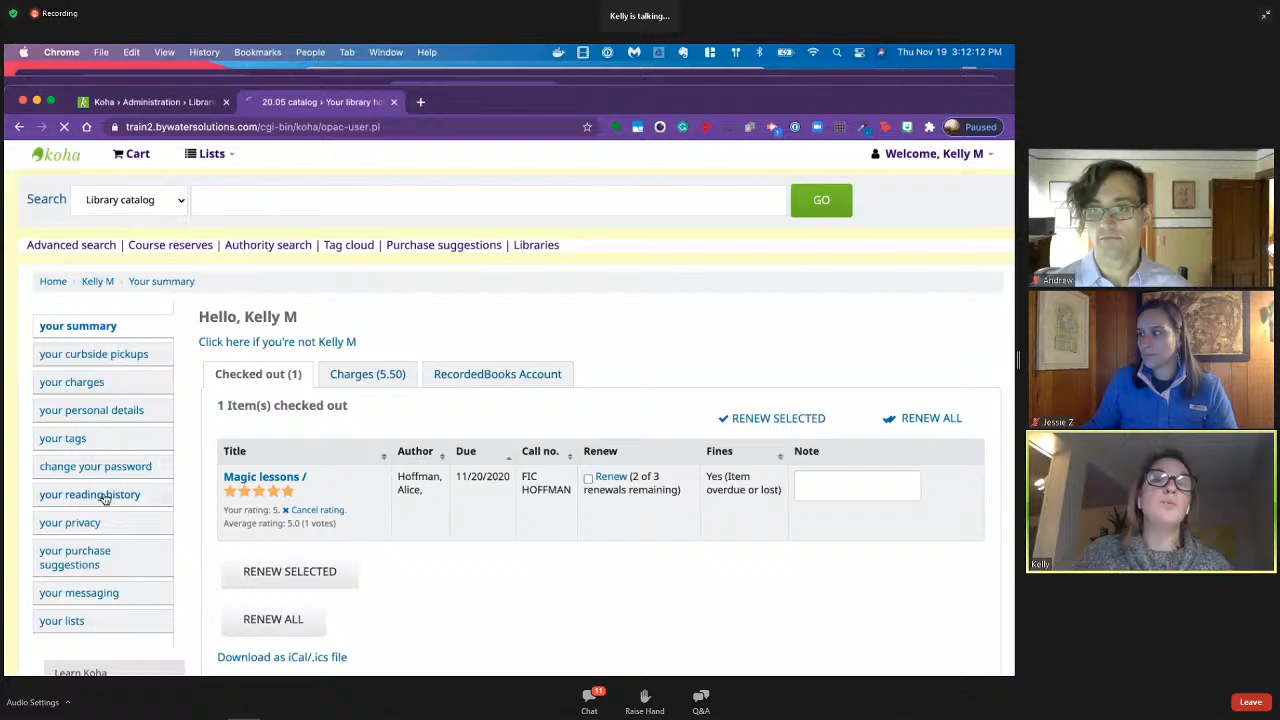 Recording
Kelly is talking...
Chrome File Edit View History Bookmarks People Tab Window Help Thu Nov 19 3:12:12 PM
Koha › Administration › Librari 20.05 catalog › Your library ho
train2.bywatersolutions.com/cgi-bin/koha/opac-user.pl Paused
koha Cart Lists Welcome, Kelly M
Search Library catalog GO
Advanced search | Course reserves | Authority search | Tag cloud | Purchase suggestions | Libraries
Home › Kelly M › Your summary
your summary
your curbside pickups
your charges
your personal details
your tags
change your password
your reading history
your privacy
your purchase
suggestions
your messaging
your lists
Learn Koha
Hello, Kelly M
Click here if you're not Kelly M
Checked out (1) Charges (5.50) RecordedBooks Account
1 Item(s) checked out
RENEW SELECTED RENEW ALL
Title Author Due Call no. Renew Fines Note
Magic lessons / Hoffman, 11/20/2020 FIC Renew (2 of 3 Yes (Item
Alice, HOFFMAN renewals remaining) overdue or lost)
Your rating: 5. × Cancel rating.
Average rating: 5.0 (1 votes)
RENEW SELECTED
RENEW ALL
Download as iCal/.ics file
Andrew
Jessie Z
Kelly
Audio Settings Chat 11 Raise Hand Q&A Leave